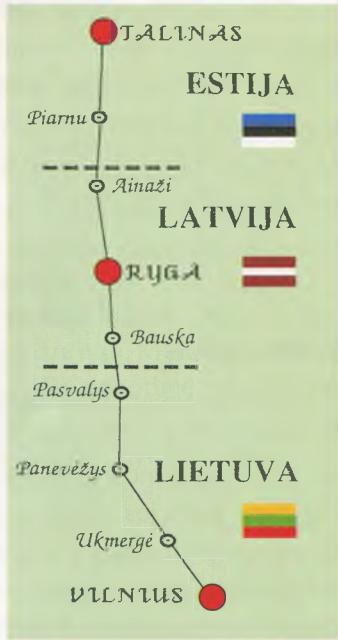 TALINAS
ESTIJA
Piarnu
Ainaži
LATVIJA
RYGA
Bauska
Pasvalys
Panevėžys
LIETUVA
Ukmergė
VILNIUS